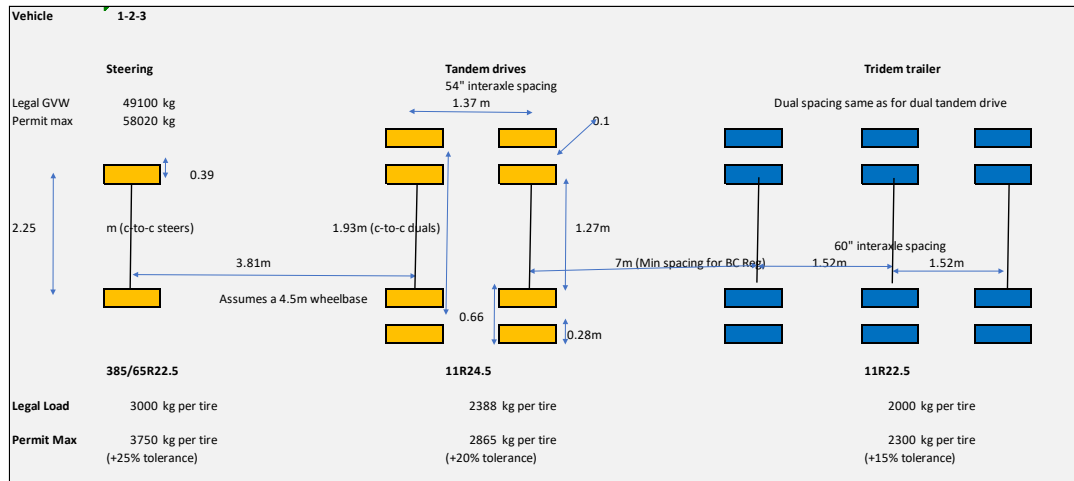 Vehicle 1-2-3
Steering Tandem drives Tridem trailer
54" interaxle spacing
Legal GVW 49100 kg 1.37 m Dual spacing same as for dual tandem drive
Permit max 58020 kg
0.1
0.39
2.25 m (c-to-c steers) 1.93m (c-to-c duals) 1.27m
60" interaxle spacing
3.81m 7m (Min spacing for BC Reg) 1.52m 1.52m
Assumes a 4.5m wheelbase
0.66
0.28m
385/65R22.5 11R24.5 11R22.5
Legal Load 3000 kg per tire 2388 kg per tire 2000 kg per tire
Permit Max 3750 kg per tire 2865 kg per tire 2300 kg per tire
(+25% tolerance) (+20% tolerance) (+15% tolerance)